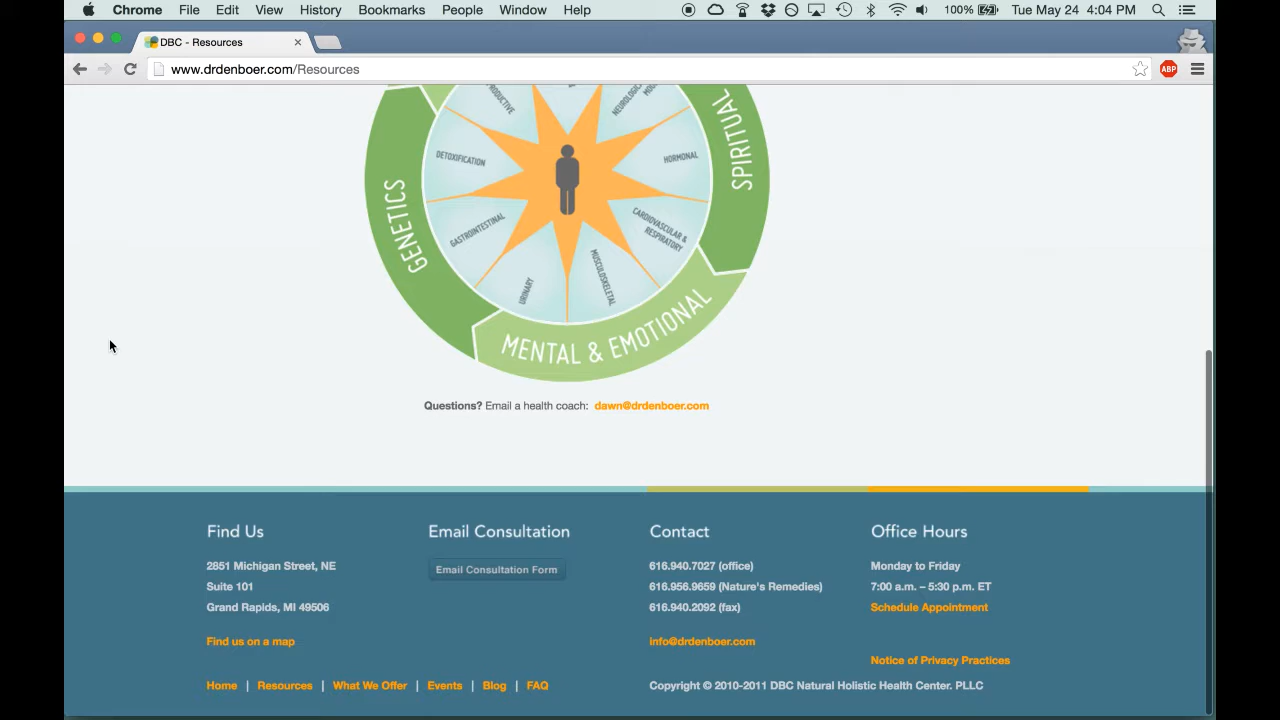 Chrome File Edit View History Bookmarks People Window Help 100% Tue May 24 4:04 PM
DBC - Resources
www.drdenboer.com/Resources ABP
SPIRITUAL
HORMONAL
DETOXIFICATION
GENETICS
GASTROINTESTINAL
CARDIOVASCULAR & RESPIRATORY
URINARY
MUSCULOSKELETAL
MENTAL & EMOTIONAL
Questions? Email a health coach: dawn@drdenboer.com
Find Us
2851 Michigan Street, NE
Suite 101
Grand Rapids, MI 49506
Find us on a map
Email Consultation
Email Consultation Form
Contact
616.940.7027 (office)
616.956.9659 (Nature's Remedies)
616.940.2092 (fax)
info@drdenboer.com
Office Hours
Monday to Friday
7:00 a.m. – 5:30 p.m. ET
Schedule Appointment
Notice of Privacy Practices
Home | Resources | What We Offer | Events | Blog | FAQ
Copyright © 2010-2011 DBC Natural Holistic Health Center. PLLC